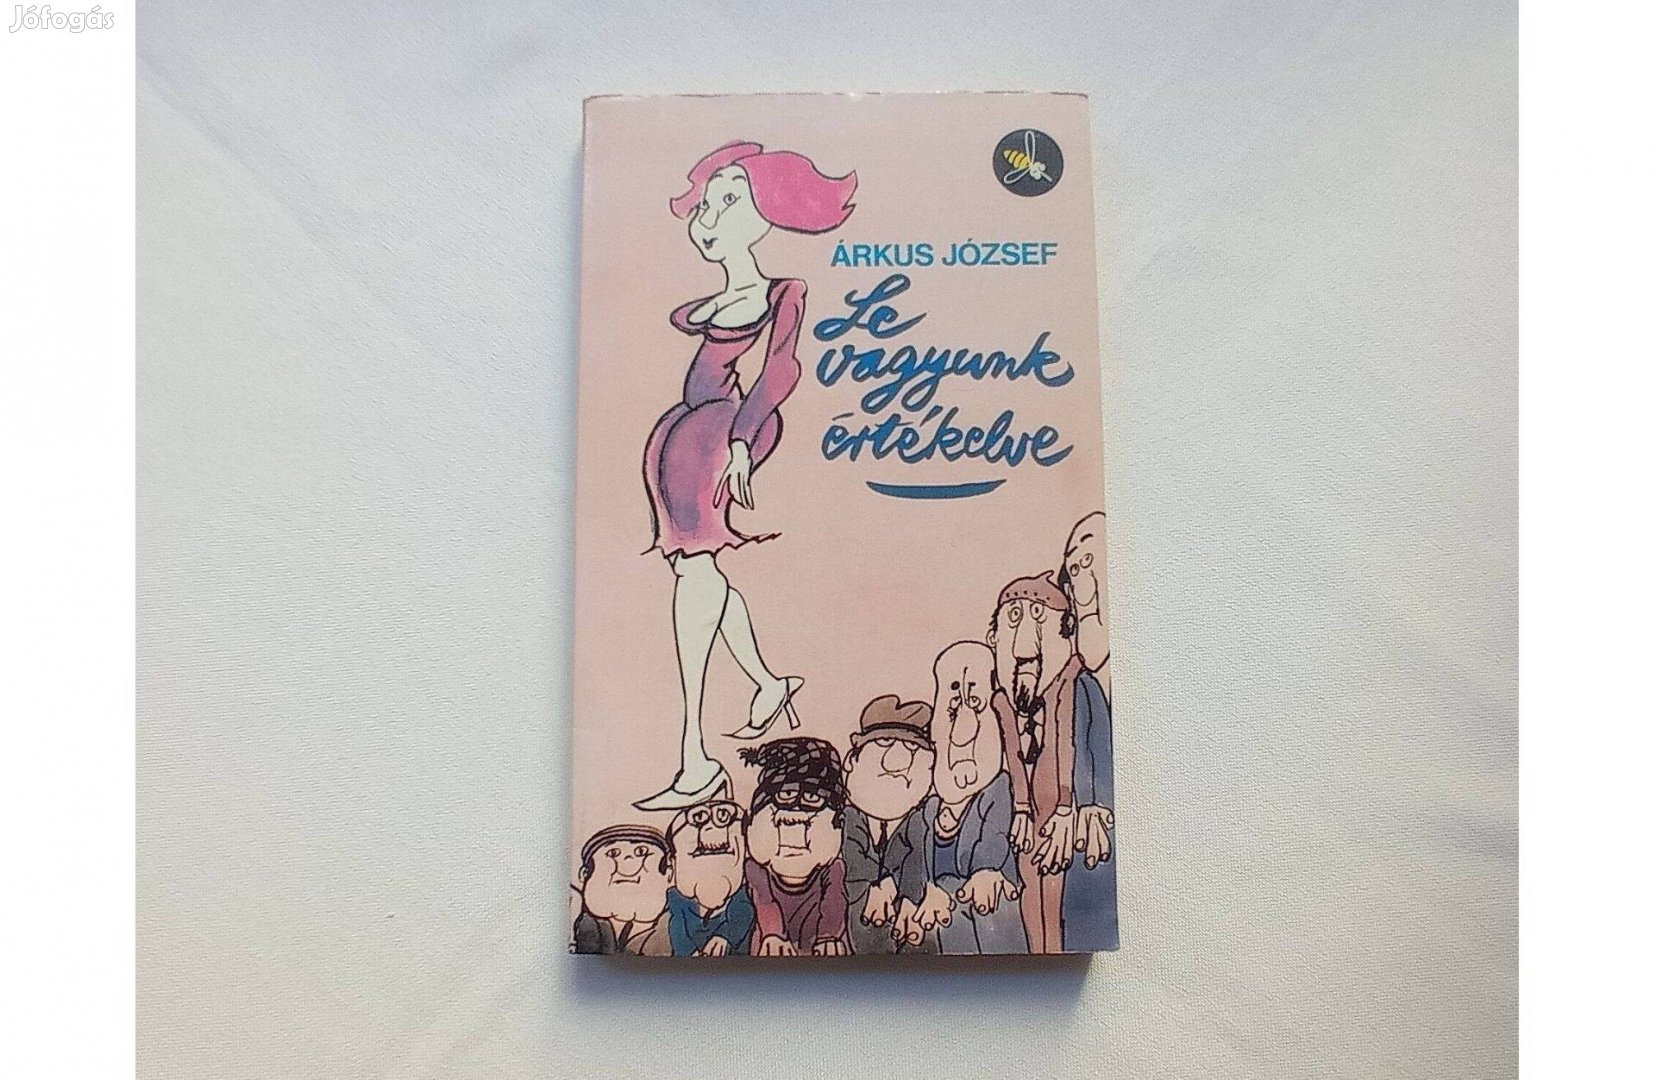 Jófogás
ÁRKUS JÓZSEF
Le
vagyunk
értékelve